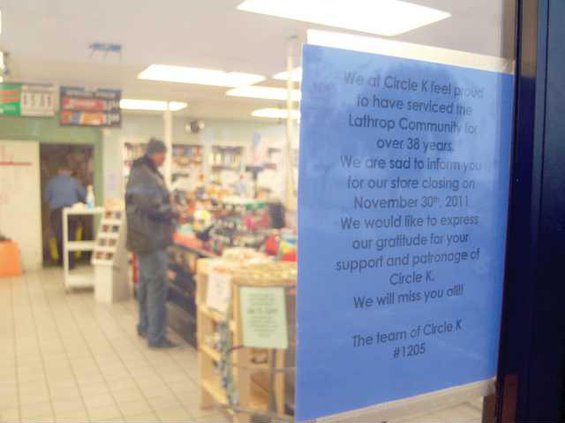 We at Circle K feel proud
to have serviced the
Lathrop Community for
over 38 years.
We are sad to inform you
for our store closing on
November 30th, 2011
We would like to express
our gratitude for your
support and patronage of
Circle K.
We will miss you all!!
The team of Circle K
#1205